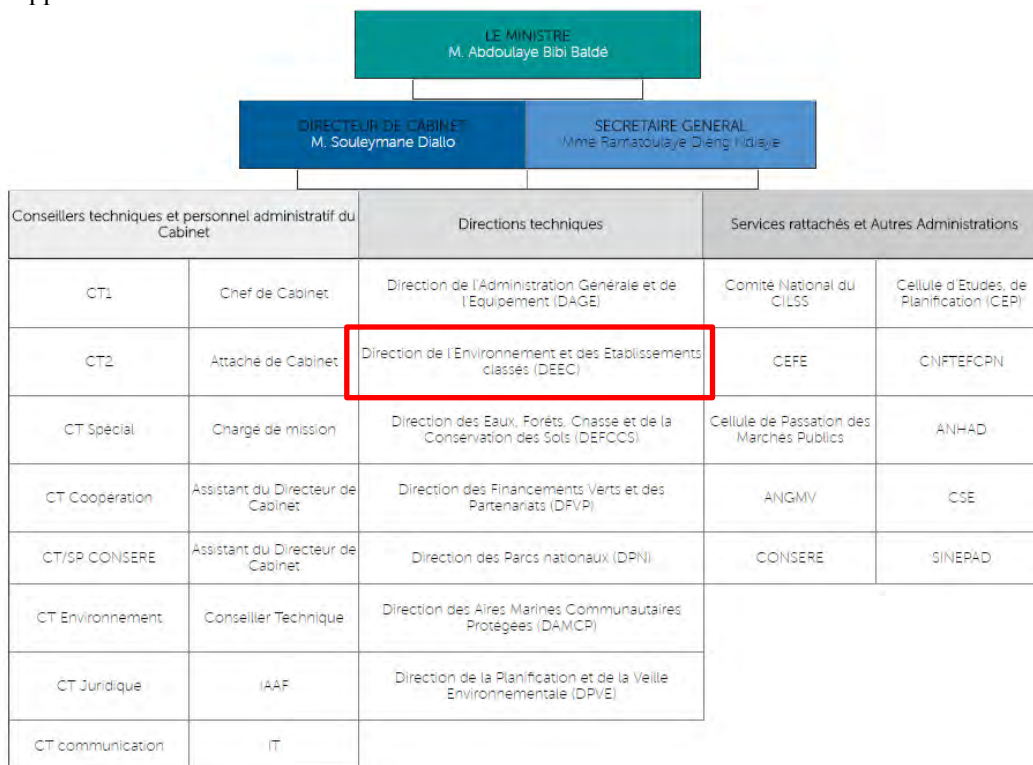 LE MINISTRE
M. Abdoulaye Bibi Baldé
DIRECTEUR DE CABINET
M. Souleymane Diallo
SECRETAIRE GENERAL
Mme Ramatoulaye Dieng Ndiaye
Conseillers techniques et personnel administratif du
Cabinet
Directions techniques
Services rattachés et Autres Administrations
CT1
Chef de Cabinet
Direction de l'Administration Générale et de
l'Equipement (DAGE)
Comité National du
CILSS
Cellule d'Etudes, de
Planification (CEP)
CT2
Attaché de Cabinet
Direction de l'Environnement et des Etablissements
classés (DEEC)
CEFE
CNFTEFCPN
CT Spécial
Chargé de mission
Direction des Eaux, Forêts, Chasse et de la
Conservation des Sols (DEFCCS)
Cellule de Passation des
Marchés Publics
ANHAD
CT Coopération
Assistant du Directeur de
Cabinet
Direction des Financements Verts et des
Partenariats (DFVP)
ANGMV
CSE
CT/SP CONSERE
Assistant du Directeur de
Cabinet
Direction des Parcs nationaux (DPN)
CONSERE
SINEPAD
CT Environnement
Conseiller Technique
Direction des Aires Marines Communautaires
Protégées (DAMCP)
CT Juridique
IAAF
Direction de la Planification et de la Veille
Environnementale (DPVE)
CT communication
IT